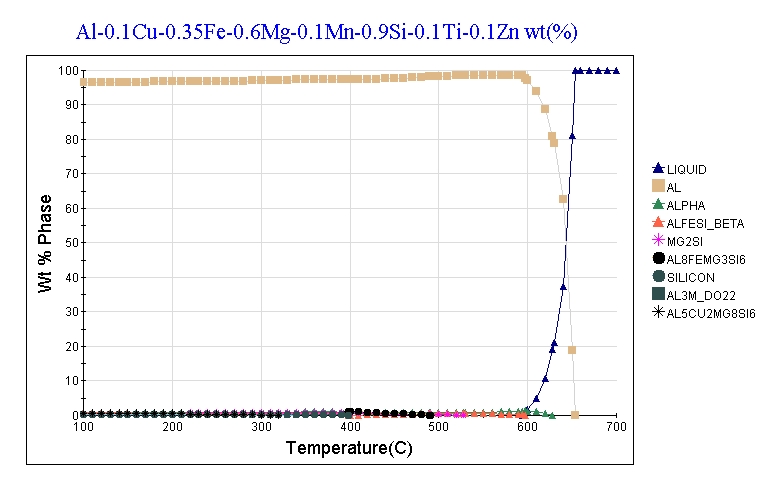 Al-0.1Cu-0.35Fe-0.6Mg-0.1Mn-0.9Si-0.1Ti-0.1Zn wt(%)
100
90
80
70
60
50
40
30
20
10
0
Wt % Phase
100 200 300 400 500 600 700
Temperature(C)
LIQUID
AL
ALPHA
ALFESI_BETA
MG2SI
AL8FEMG3SI6
SILICON
AL3M_DO22
AL5CU2MG8SI6